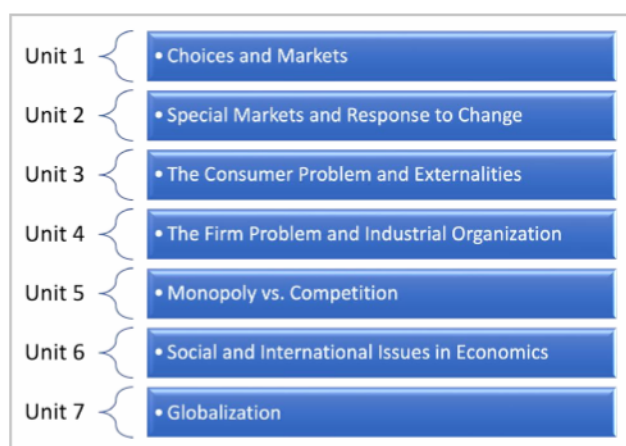 Unit 1
• Choices and Markets
Unit 2
• Special Markets and Response to Change
Unit 3
• The Consumer Problem and Externalities
Unit 4
• The Firm Problem and Industrial Organization
Unit 5
• Monopoly vs. Competition
Unit 6
• Social and International Issues in Economics
Unit 7
• Globalization